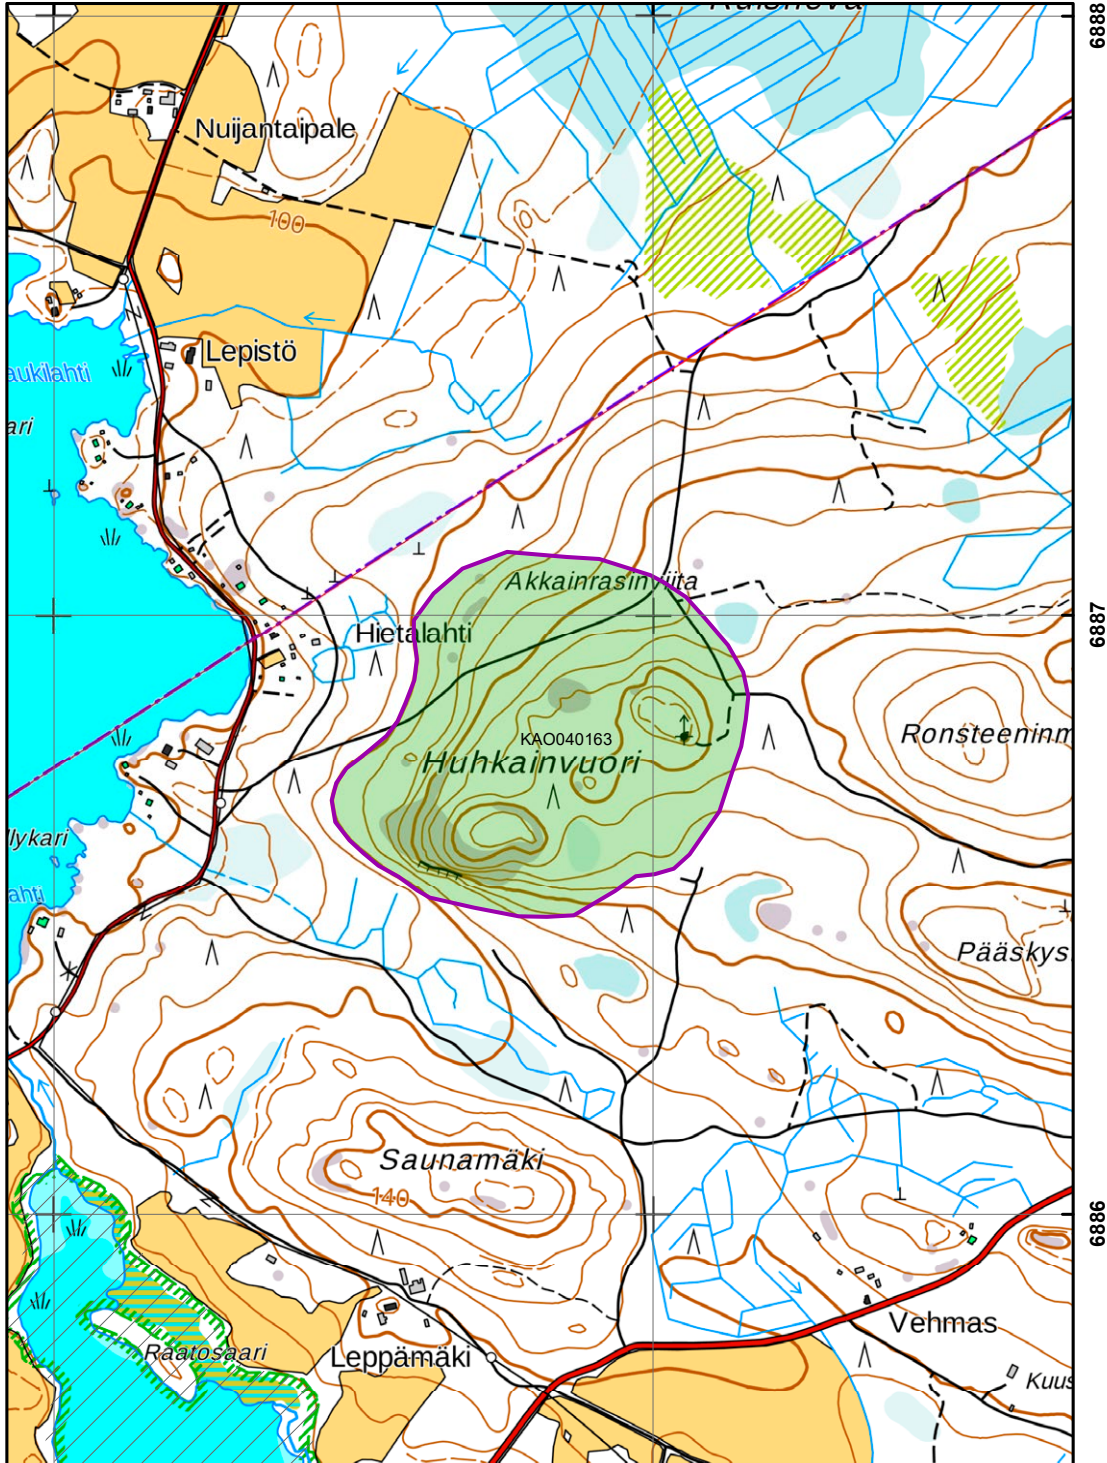 6888
Nuijantaipale
100
Lepistö
aukilahti
ari
Akkainrasinviita
Hietalahti
6887
Ronsteeninm
KAO040163
Huhkainvuori
llykari
ahti
Pääskys
Saunamäki
140
6886
Vehmas
Raatosaari
Leppämäki
Kuus